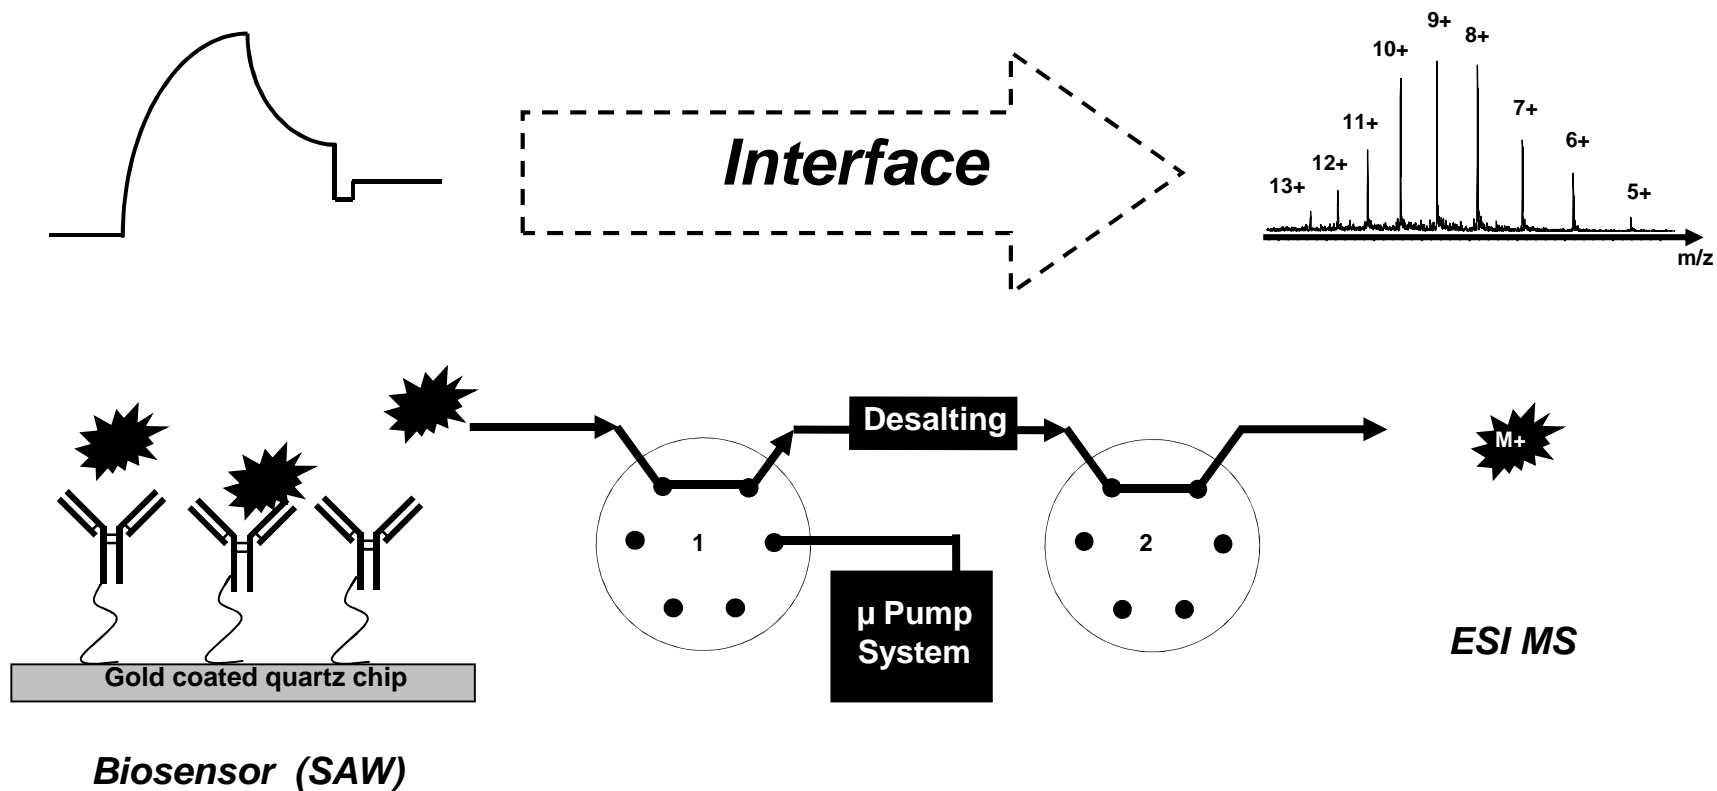 9+
8+
10+
7+
11+
6+
12+
13+
5+
m/z
Interface
Desalting
M+
1
2
µ Pump
System
Gold coated quartz chip
ESI MS
Biosensor (SAW)